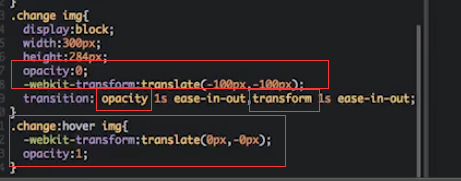 }
.change img{
display:block;
width:300px;
height:284px;
opacity:0;
-webkit-transform:translate(-100px,-100px);
transition: opacity 1s ease-in-out,transform 1s ease-in-out;
}
.change:hover img{
-webkit-transform:translate(0px,-0px);
opacity:1;
}